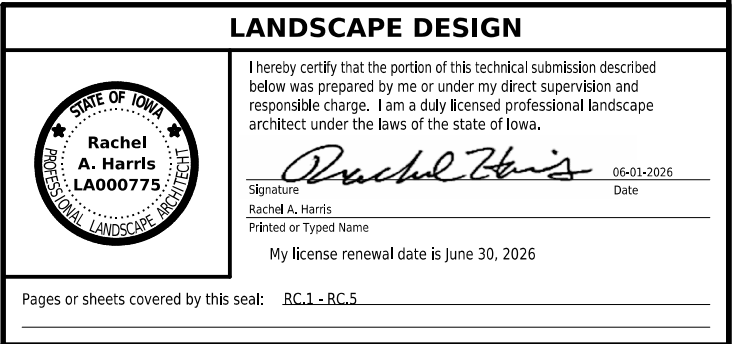 LANDSCAPE DESIGN
STATE OF IOWA
Rachel
A. HarrIs
LA000775
PROFESSIONAL LANDSCAPE ARCHITECHT
I hereby certify that the portion of this technical submission described
below was prepared by me or under my direct supervision and
responsible charge. I am a duly licensed professional landscape
architect under the laws of the state of Iowa.
Rachel Harris 06-01-2026
Signature Date
Rachel A. Harris
Printed or Typed Name
My license renewal date is June 30, 2026
Pages or sheets covered by this seal: RC.1 - RC.5